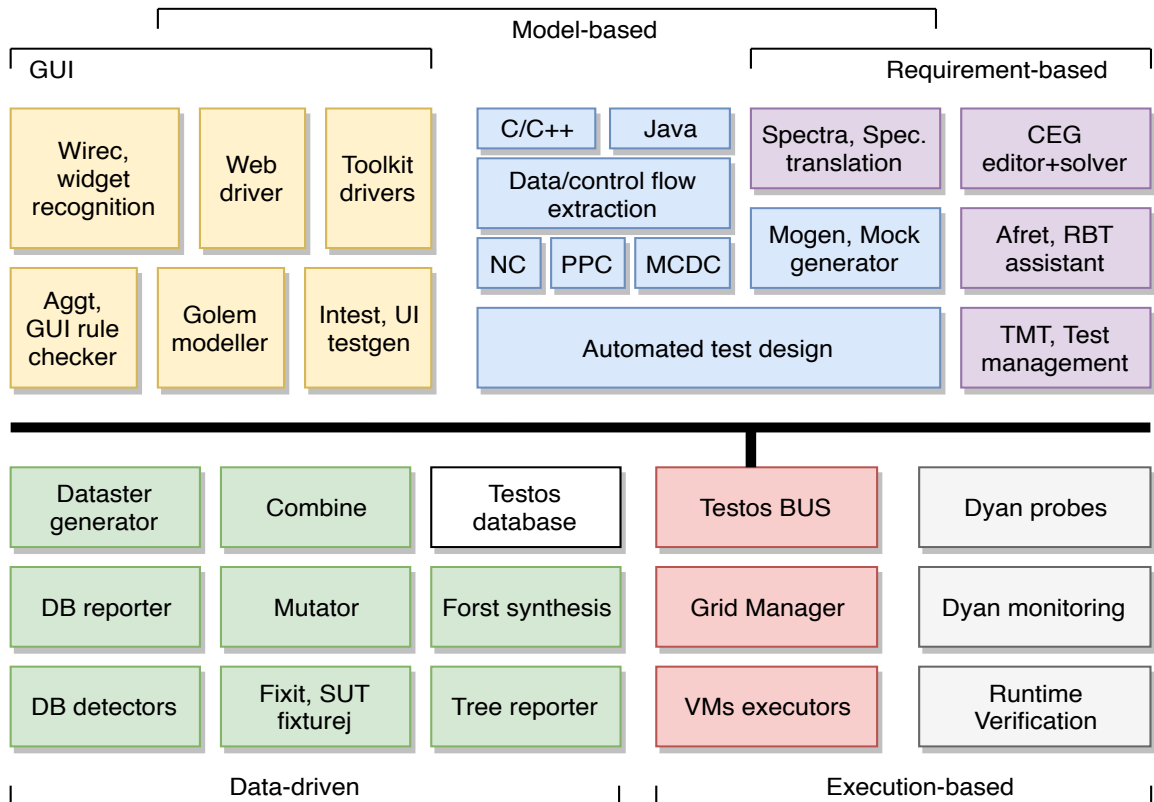 Model-based
GUI
Requirement-based
Wirec,
widget
recognition
Web
driver
Toolkit
drivers
C/C++
Java
Data/control flow
extraction
NC
PPC
MCDC
Spectra, Spec.
translation
CEG
editor+solver
Mogen, Mock
generator
Afret, RBT
assistant
Aggt,
GUI rule
checker
Golem
modeller
Intest, UI
testgen
Automated test design
TMT, Test
management
Dataster
generator
Combine
Testos
database
Testos BUS
Dyan probes
DB reporter
Mutator
Forst synthesis
Grid Manager
Dyan monitoring
DB detectors
Fixit, SUT
fixturej
Tree reporter
VMs executors
Runtime
Verification
Data-driven
Execution-based